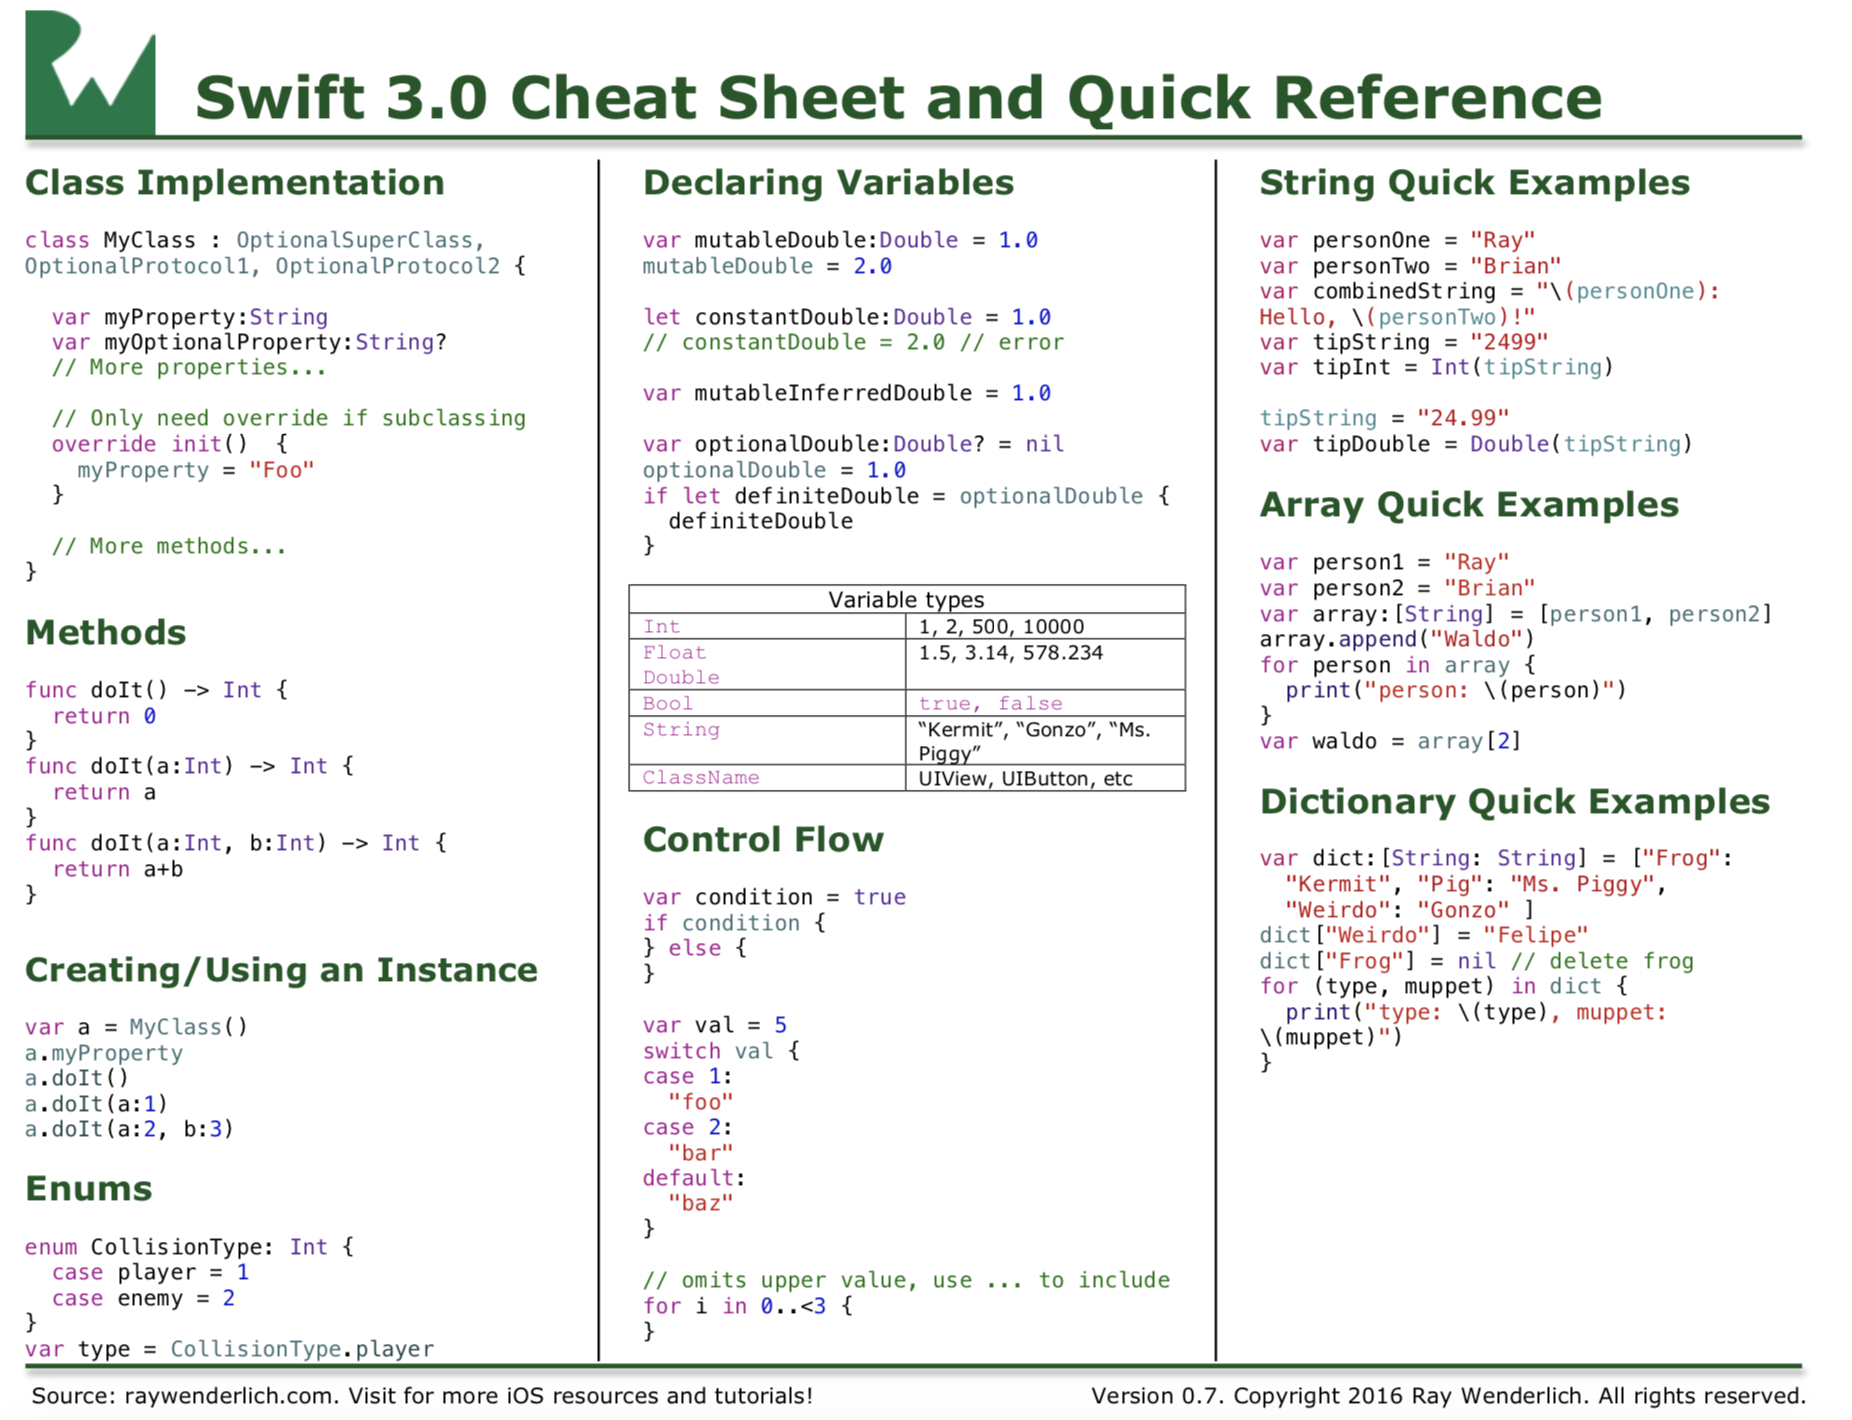 Swift 3.0 Cheat Sheet and Quick Reference
Class Implementation
class MyClass : OptionalSuperClass,
OptionalProtocol1, OptionalProtocol2 {
var myProperty:String
var myOptionalProperty:String?
// More properties...
// Only need override if subclassing
override init()  {
myProperty = "Foo"
}
// More methods...
}
Methods
func doIt() -> Int {
return 0
}
func doIt(a:Int) -> Int {
return a
}
func doIt(a:Int, b:Int) -> Int {
return a+b
}
Creating/Using an Instance
var a = MyClass()
a.myProperty
a.doIt()
a.doIt(a:1)
a.doIt(a:2, b:3)
Enums
enum CollisionType: Int {
case player = 1
case enemy = 2
}
var type = CollisionType.player
Declaring Variables
var mutableDouble:Double = 1.0
mutableDouble = 2.0
let constantDouble:Double = 1.0
// constantDouble = 2.0 // error
var mutableInferredDouble = 1.0
var optionalDouble:Double? = nil
optionalDouble = 1.0
if let definiteDouble = optionalDouble {
definiteDouble
}
Variable types
Int 1, 2, 500, 10000
Float 1.5, 3.14, 578.234
Double
Bool true, false
String “Kermit”, “Gonzo”, “Ms.
Piggy”
ClassName UIView, UIButton, etc
Control Flow
var condition = true
if condition {
} else {
}
var val = 5
switch val {
case 1:
"foo"
case 2:
"bar"
default:
"baz"
}
// omits upper value, use ... to include
for i in 0..<3 {
}
String Quick Examples
var personOne = "Ray"
var personTwo = "Brian"
var combinedString = "\(personOne):
Hello, \(personTwo)!"
var tipString = "2499"
var tipInt = Int(tipString)
tipString = "24.99"
var tipDouble = Double(tipString)
Array Quick Examples
var person1 = "Ray"
var person2 = "Brian"
var array:[String] = [person1, person2]
array.append("Waldo")
for person in array {
print("person: \(person)")
}
var waldo = array[2]
Dictionary Quick Examples
var dict:[String: String] = ["Frog":
"Kermit", "Pig": "Ms. Piggy",
"Weirdo": "Gonzo" ]
dict["Weirdo"] = "Felipe"
dict["Frog"] = nil // delete frog
for (type, muppet) in dict {
print("type: \(type), muppet:
\(muppet)")
}
Source: raywenderlich.com. Visit for more iOS resources and tutorials!
Version 0.7. Copyright 2016 Ray Wenderlich. All rights reserved.